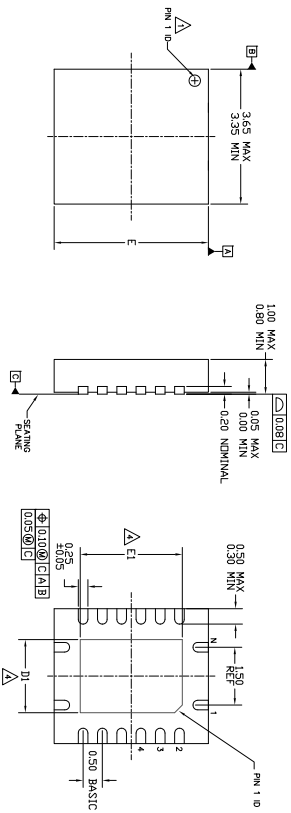 PIN 1 ID
1
B
3.65 MAX
3.35 MIN
A
E
1.00 MAX
0.80 MIN
0.08 C
0.05 MAX
0.00 MIN
0.20 NOMINAL
C
SEATING
PLANE
0.50 MAX
0.30 MIN
1.50
REF
PIN 1 ID
N
1
2
3
4
4
E1
0.25
±0.05
⌖ 0.10 Ⓜ C A B
0.05 Ⓜ C
D1
4
0.50 BASIC